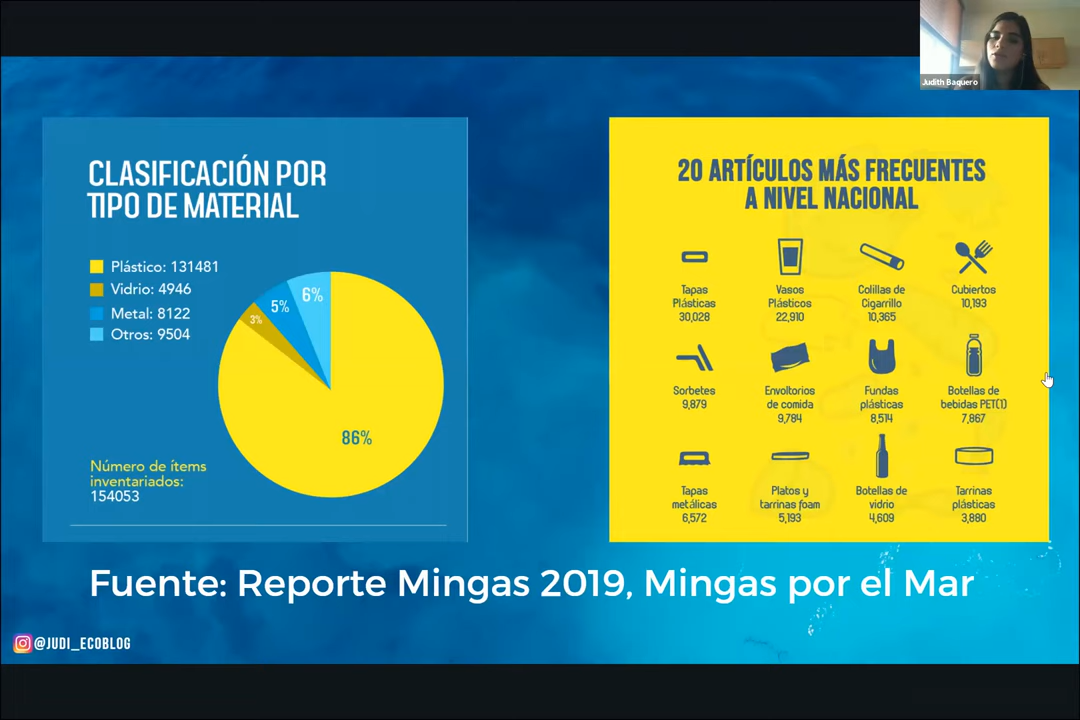 Judith Baquero
CLASIFICACIÓN POR
TIPO DE MATERIAL
Plástico: 131481
Vidrio: 4946
Metal: 8122
Otros: 9504
3%
5%
6%
86%
Número de ítems
inventariados:
154053
20 ARTÍCULOS MÁS FRECUENTES
A NIVEL NACIONAL
Tapas
Plásticas
30,028
Vasos
Plásticos
22,910
Colillas de
Cigarrillo
10,365
Cubiertos
10,193
Sorbetes
9,879
Envoltorios
de comida
9,784
Fundas
plásticas
8,514
Botellas de
bebidas PET(1)
7,867
Tapas
metálicas
6,572
Platos y
tarrinas foam
5,193
Botellas de
vidrio
4,609
Tarrinas
plásticas
3,880
Fuente: Reporte Mingas 2019, Mingas por el Mar
@JUDI_ECOBLOG